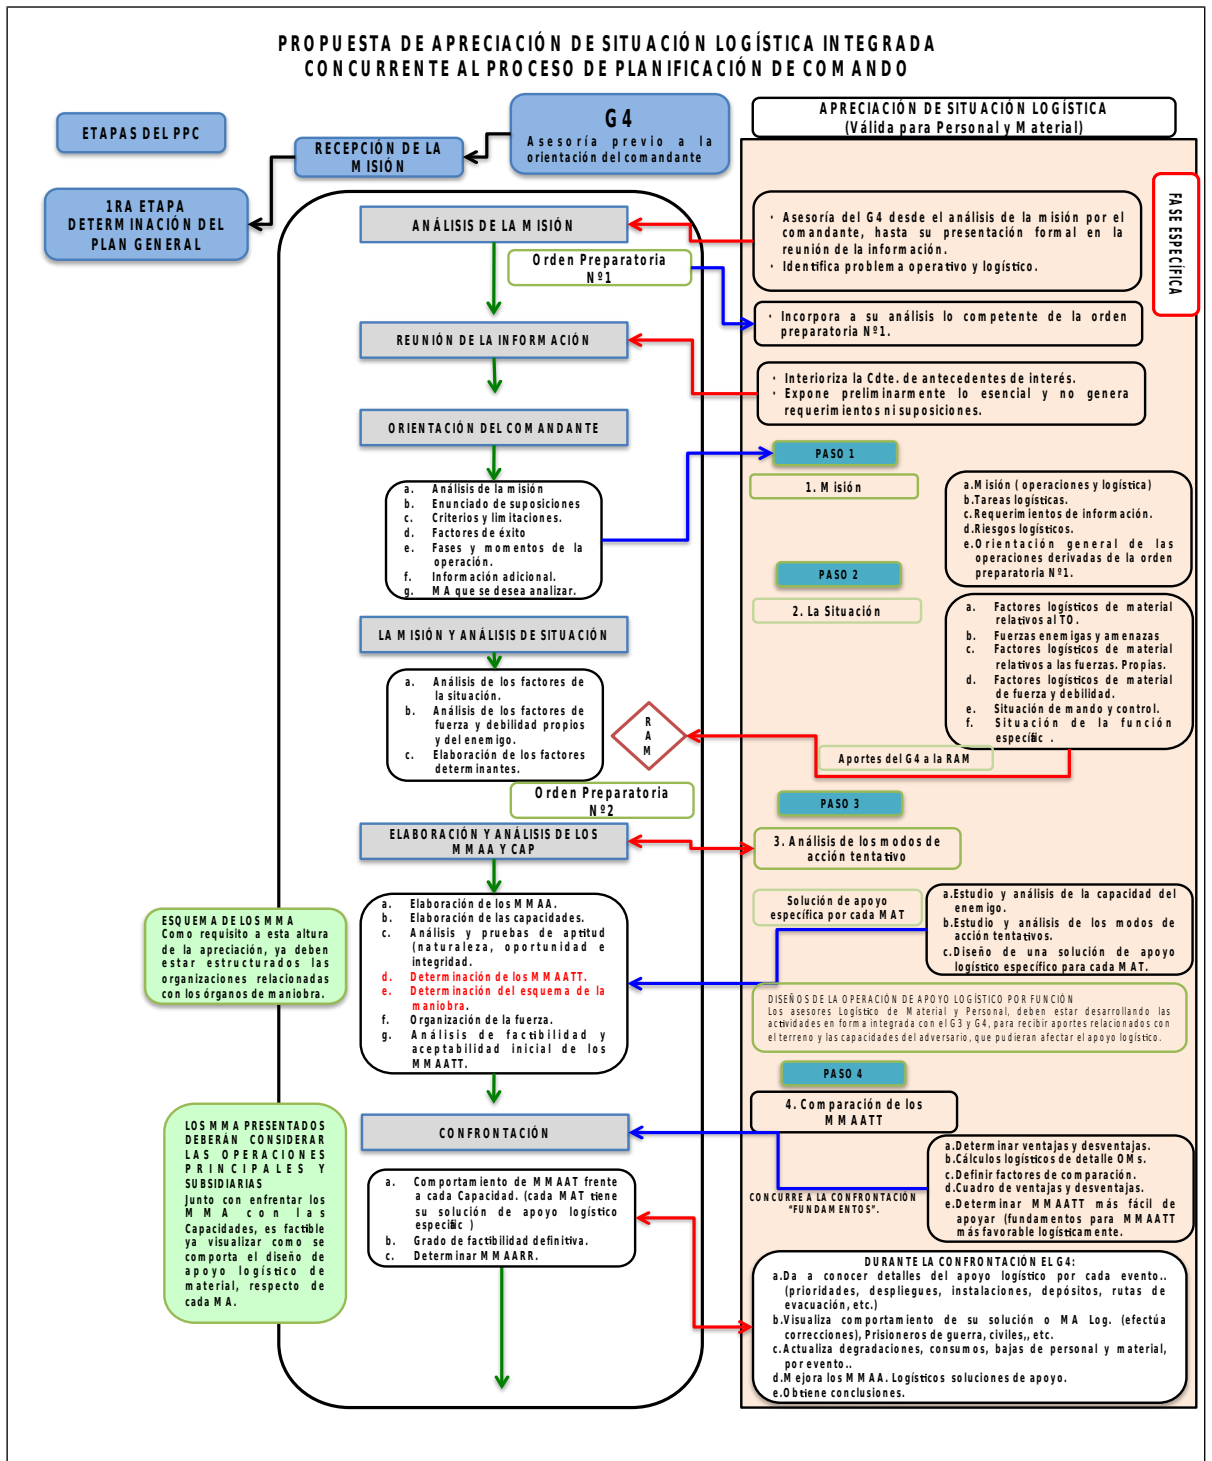 PROPUESTA DE APRECIACIÓN DE SITUACIÓN LOGÍSTICA INTEGRADA
CONCURRENTE AL PROCESO DE PLANIFICACIÓN DE COMANDO
ETAPAS DEL PPC
G4
Asesoría previo a la
orientación del comandante
RECEPCIÓN DE LA
MISIÓN
1RA ETAPA
DETERMINACIÓN DEL
PLAN GENERAL
APRECIACIÓN DE SITUACIÓN LOGÍSTICA
(Válida para Personal y Material)
FASE ESPECÍFICA
ANÁLISIS DE LA MISIÓN
Orden Preparatoria
Nº1
· Asesoría del G4 desde el análisis de la misión por el
comandante, hasta su presentación formal en la
reunión de la información.
· Identifica problema operativo y logístico.
· Incorpora a su análisis lo competente de la orden
preparatoria Nº1.
REUNIÓN DE LA INFORMACIÓN
· Interioriza la Cdte. de antecedentes de interés.
· Expone preliminarmente lo esencial y no genera
requerimientos ni suposiciones.
ORIENTACIÓN DEL COMANDANTE
a. Análisis de la misión
b. Enunciado de suposiciones
c. Criterios y limitaciones.
d. Factores de éxito
e. Fases y momentos de la
operación.
f. Información adicional.
g. MA que se desea analizar.
PASO 1
1. Misión
a.Misión ( operaciones y logística)
b.Tareas logísticas.
c.Requerimientos de información.
d.Riesgos logísticos.
e.Orientación general de las
operaciones derivadas de la orden
preparatoria Nº1.
PASO 2
2. La Situación
a. Factores logísticos de material
relativos al TO.
b. Fuerzas enemigas y amenazas
c. Factores logísticos de material
relativos a las fuerzas. Propias.
d. Factores logísticos de material
de fuerza y debilidad.
e. Situación de mando y control.
f. Situación de la función
específic .
LA MISIÓN Y ANÁLISIS DE SITUACIÓN
a. Análisis de los factores de
la situación.
b. Análisis de los factores de
fuerza y debilidad propios
y del enemigo.
c. Elaboración de los factores
determinantes.
R
A
M
Aportes del G4 a la RAM
Orden Preparatoria
Nº2
PASO 3
ELABORACIÓN Y ANÁLISIS DE LOS
MMAA Y CAP
3. Análisis de los modos de
acción tentativo
a. Elaboración de los MMAA.
b. Elaboración de las capacidades.
c. Análisis y pruebas de aptitud
(naturaleza, oportunidad e
integridad.
d. Determinación de los MMAATT.
e. Determinación del esquema de la
maniobra.
f. Organización de la fuerza.
g. Análisis de factibilidad y
aceptabilidad inicial de los
MMAATT.
ESQUEMA DE LOS MMA
Como requisito a esta altura
de la apreciación, ya deben
estar estructurados las
organizaciones relacionadas
con los órganos de maniobra.
Solución de apoyo
específica por cada MAT
a.Estudio y análisis de la capacidad del
enemigo.
b.Estudio y análisis de los modos de
acción tentativos.
c.Diseño de una solución de apoyo
logístico específico para cada MAT.
DISEÑOS DE LA OPERACIÓN DE APOYO LOGÍSTICO POR FUNCIÓN
Los asesores Logístico de Material y Personal, deben estar desarrollando las
actividades en forma integrada con el G3 y G4, para recibir aportes relacionados con
el terreno y las capacidades del adversario, que pudieran afectar el apoyo logístico.
PASO 4
4. Comparación de los
MMAATT
CONFRONTACIÓN
LOS MMA PRESENTADOS
DEBERÁN CONSIDERAR
LAS OPERACIONES
PRINCIPALES Y
SUBSIDIARIAS
Junto con enfrentar los
MMA con las
Capacidades, es factible
ya visualizar como se
comporta el diseño de
apoyo logístico de
material, respecto de
cada MA.
a. Comportamiento de MMAAT frente
a cada Capacidad. (cada MAT tiene
su solución de apoyo logístico
específic )
b. Grado de factibilidad definitiva.
c. Determinar MMAARR.
CONCURRE A LA CONFRONTACIÓN
“FUNDAMENTOS”.
a.Determinar ventajas y desventajas.
b.Cálculos logísticos de detalle OMs.
c.Definir factores de comparación.
d.Cuadro de ventajas y desventajas.
e.Determinar MMAATT más fácil de
apoyar (fundamentos para MMAATT
más favorable logísticamente.
DURANTE LA CONFRONTACIÓN EL G4:
a.Da a conocer detalles del apoyo logístico por cada evento..
(prioridades, despliegues, instalaciones, depósitos, rutas de
evacuación, etc.)
b.Visualiza comportamiento de su solución o MA Log. (efectúa
correcciones), Prisioneros de guerra, civiles,, etc.
c.Actualiza degradaciones, consumos, bajas de personal y material,
por evento..
d.Mejora los MMAA. Logísticos soluciones de apoyo.
e.Obtiene conclusiones.